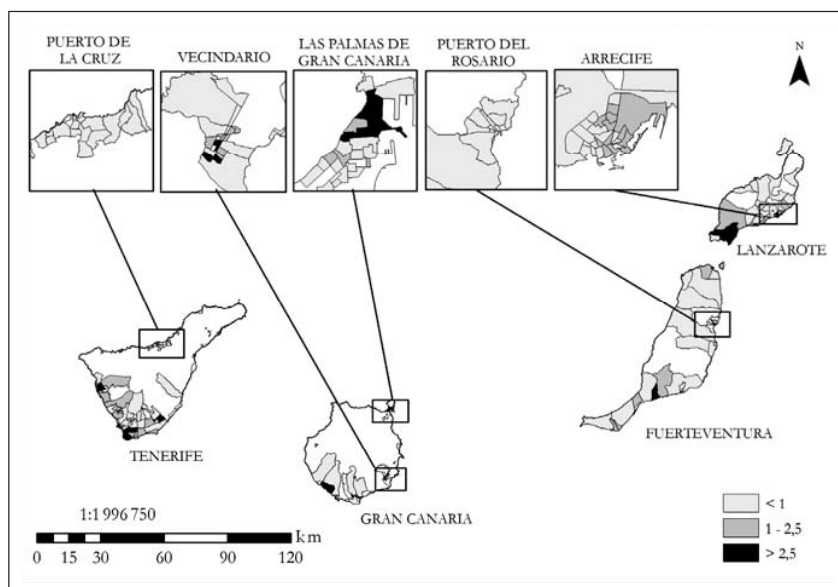 PUERTO DE
LA CRUZ
VECINDARIO
LAS PALMAS DE
GRAN CANARIA
PUERTO DEL
ROSARIO
ARRECIFE
N
LANZAROTE
FUERTEVENTURA
TENERIFE
GRAN CANARIA
1:1 996 750
km
0 15 30 60 90 120
< 1
1 - 2,5
> 2,5